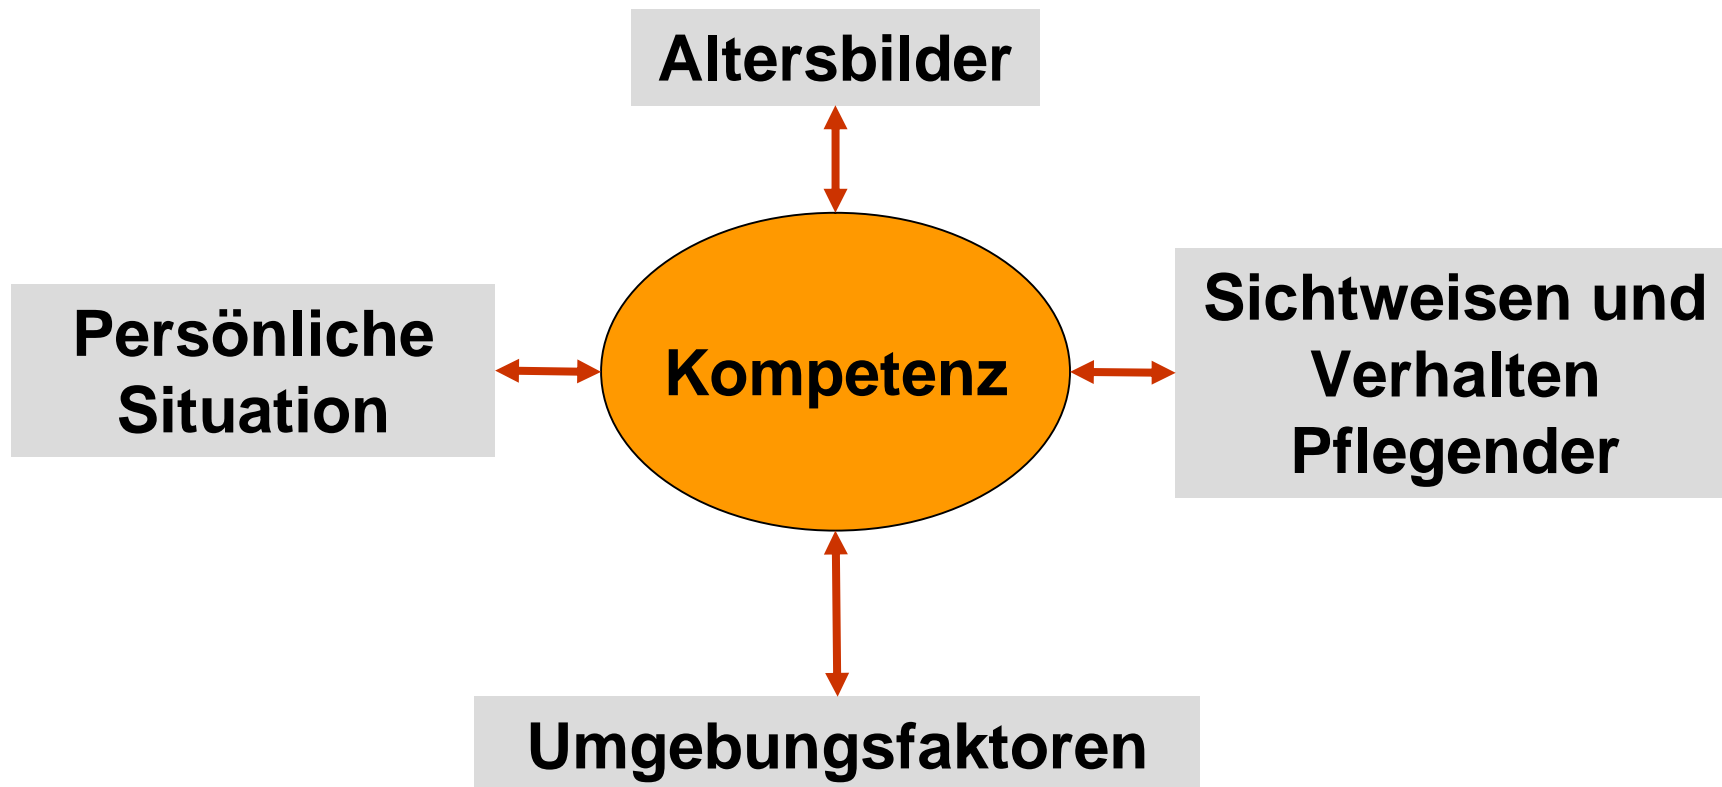 Altersbilder
Persönliche
Situation
Kompetenz
Sichtweisen und
Verhalten
Pflegender
Umgebungsfaktoren